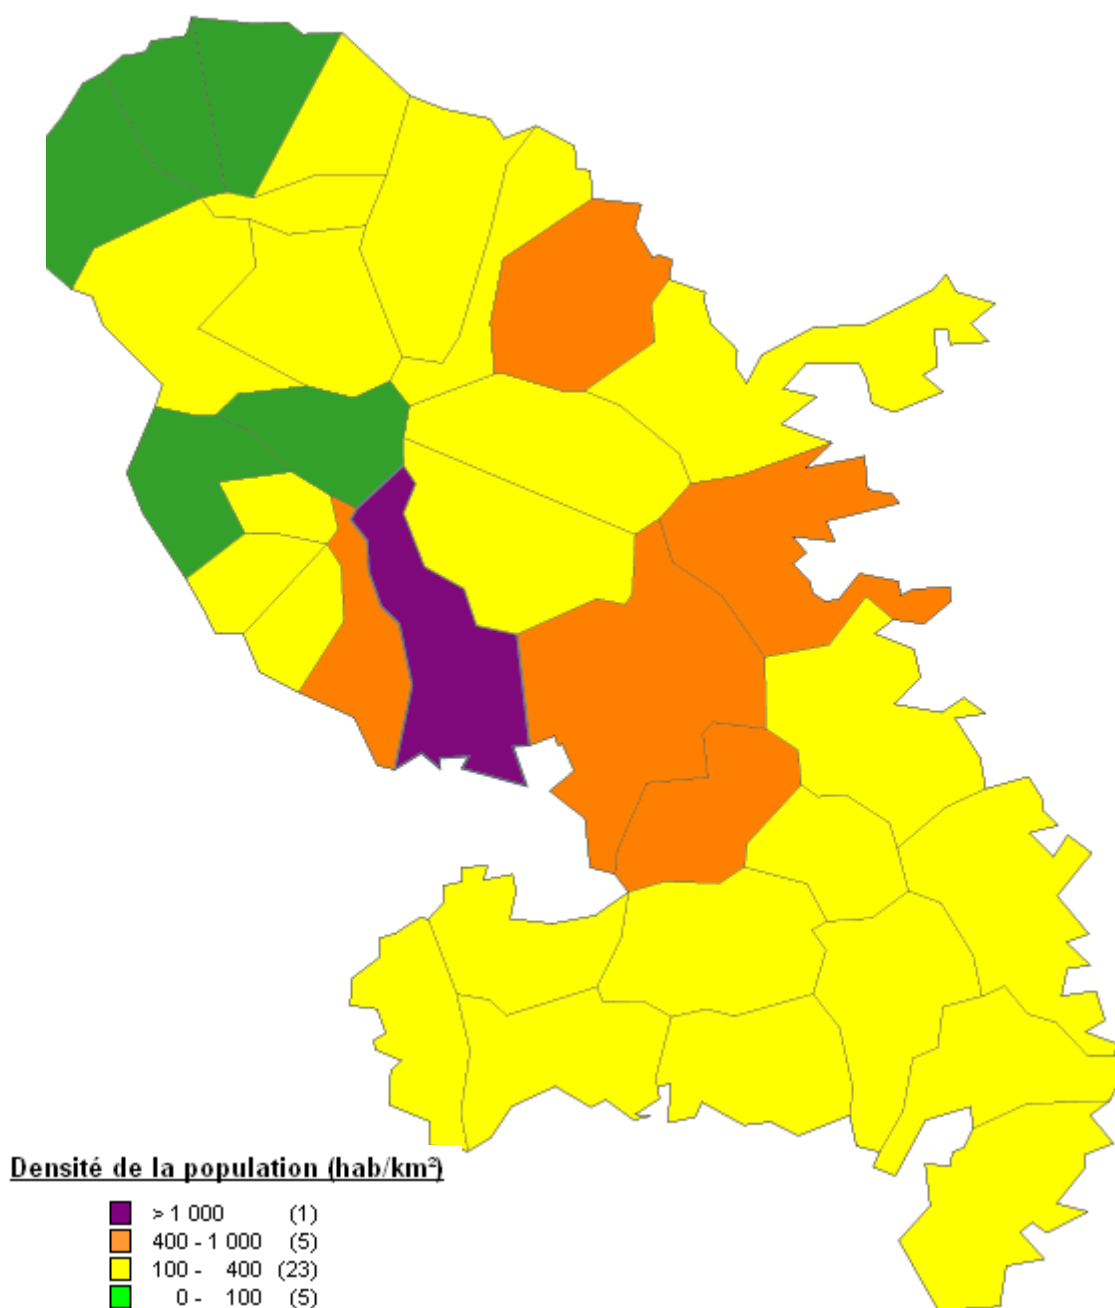 Densité de la population (hab/km²)
> 1 000 (1)
400 - 1 000 (5)
100 - 400 (23)
0 - 100 (5)